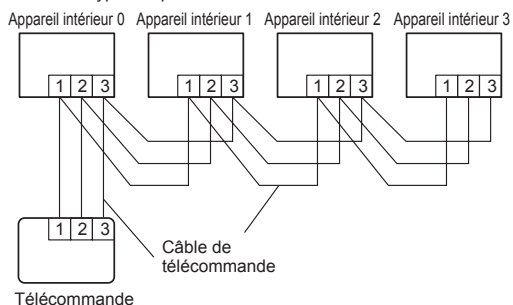 Appareil intérieur 0 Appareil intérieur 1 Appareil intérieur 2 Appareil intérieur 3
1 2 3 1 2 3 1 2 3 1 2 3
1 2 3
Câble de
télécommande
Télécommande